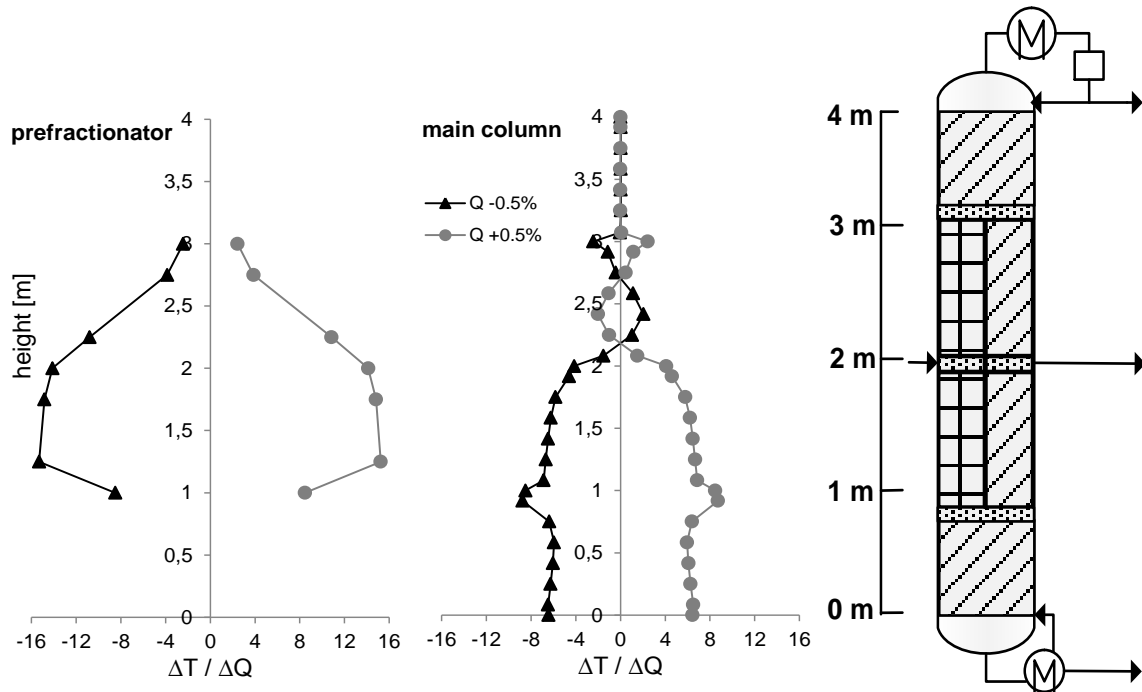 prefractionator
4
3,5
3
2,5
2
1,5
1
0,5
0
-16 -12 -8 -4 0 4 8 12 16
height [m]
ΔT / ΔQ
main column
Q -0.5%
Q +0.5%
4
3,5
3
2,5
2
1,5
1
0,5
0
-16 -12 -8 -4 0 4 8 12 16
ΔT / ΔQ
4 m
3 m
2 m
1 m
0 m